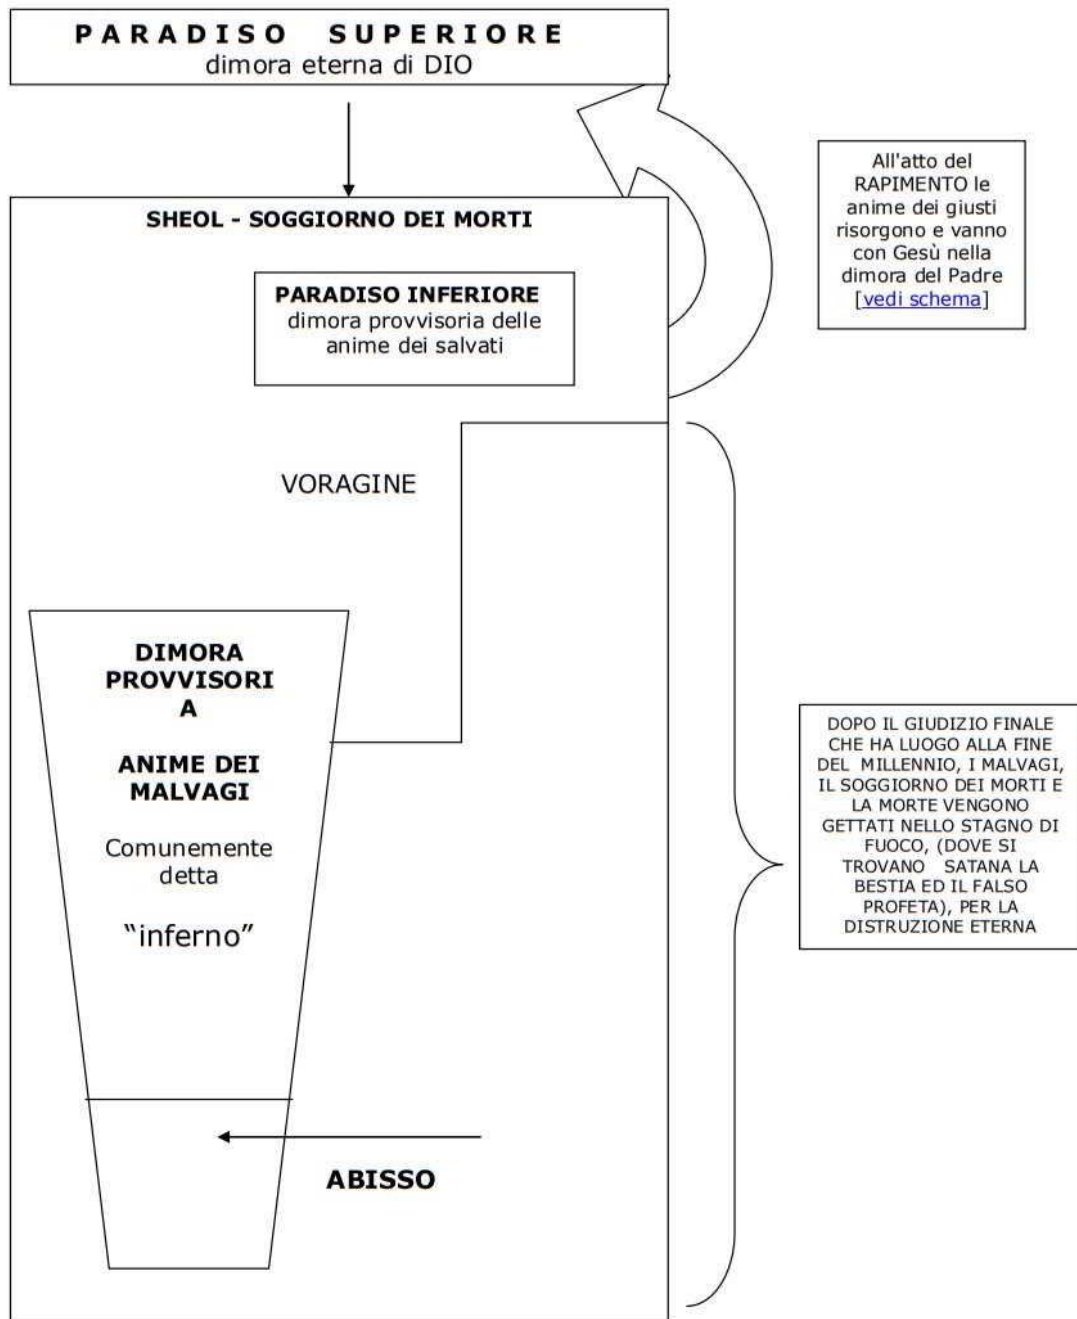 PARADISO SUPERIORE
dimora eterna di DIO
All'atto del
RAPIMENTO le
anime dei giusti
risorgono e vanno
con Gesù nella
dimora del Padre
[vedi schema]
SHEOL - SOGGIORNO DEI MORTI
PARADISO INFERIORE
dimora provvisoria delle
anime dei salvati
VORAGINE
DIMORA
PROVVISORI
A
ANIME DEI
MALVAGI
Comunemente
detta
“inferno”
DOPO IL GIUDIZIO FINALE
CHE HA LUOGO ALLA FINE
DEL MILLENNIO, I MALVAGI,
IL SOGGIORNO DEI MORTI E
LA MORTE VENGONO
GETTATI NELLO STAGNO DI
FUOCO, (DOVE SI
TROVANO SATANA LA
BESTIA ED IL FALSO
PROFETA), PER LA
DISTRUZIONE ETERNA
ABISSO